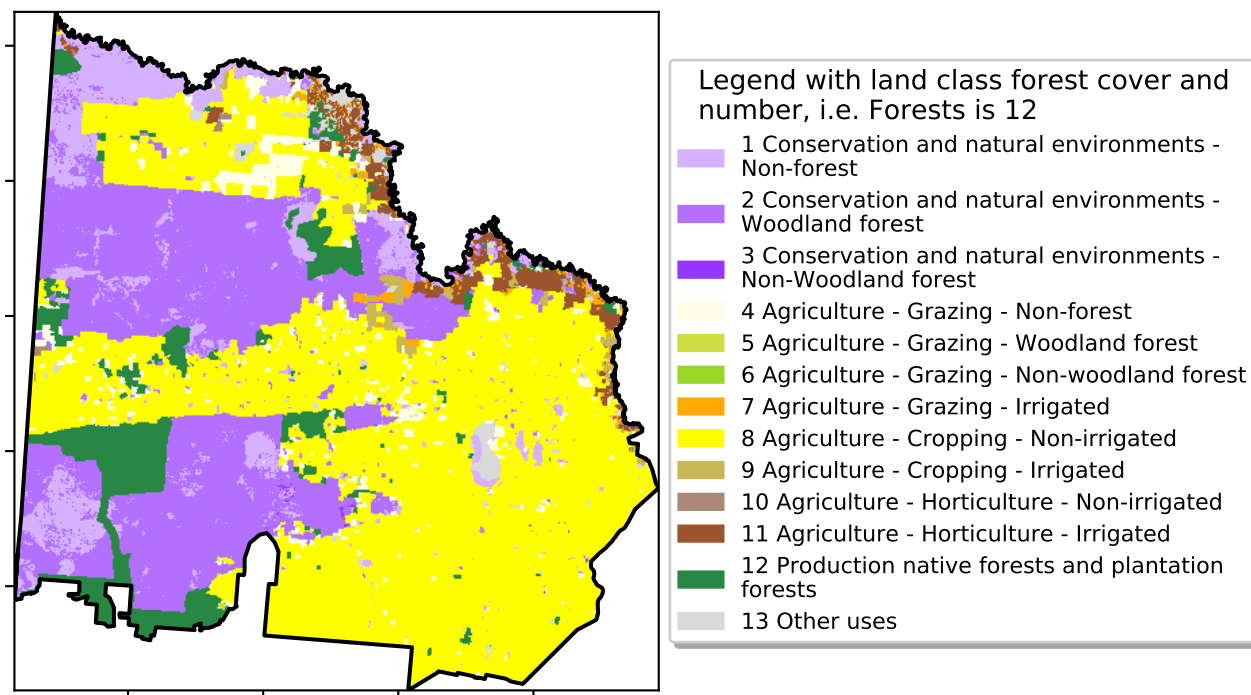 Legend with land class forest cover and
number, i.e. Forests is 12
1 Conservation and natural environments -
Non-forest
2 Conservation and natural environments -
Woodland forest
3 Conservation and natural environments -
Non-Woodland forest
4 Agriculture - Grazing - Non-forest
5 Agriculture - Grazing - Woodland forest
6 Agriculture - Grazing - Non-woodland forest
7 Agriculture - Grazing - Irrigated
8 Agriculture - Cropping - Non-irrigated
9 Agriculture - Cropping - Irrigated
10 Agriculture - Horticulture - Non-irrigated
11 Agriculture - Horticulture - Irrigated
12 Production native forests and plantation
forests
13 Other uses